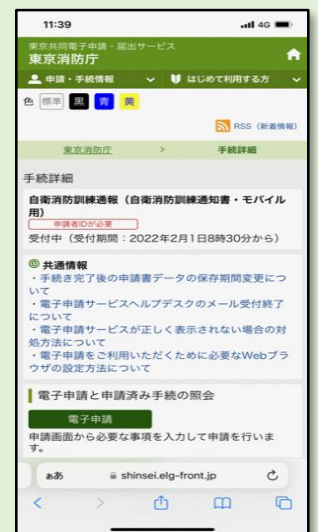 11:39
4G
東京共同電子申請・届出サービス
東京消防庁
申請・手続情報
はじめて利用する方
色 標準 黒 青 黄
RSS（新着情報）
東京消防庁 > 手続詳細
手続詳細
自衛消防訓練通報（自衛消防訓練通知書・モバイル
用）
申請者IDが必要
受付中（受付期間：2022年2月1日8時30分から）
@ 共通情報
・手続き完了後の申請書データの保存期間変更につ
いて
・電子申請サービスヘルプデスクのメール受付終了
について
・電子申請サービスが正しく表示されない場合の対
処方法について
・電子申請をご利用いただくために必要なWebブラ
ウザの設定方法について
電子申請と申請済み手続の照会
電子申請
申請画面から必要な事項を入力して申請を行いま
す。
ああ
shinsei.elg-front.jp